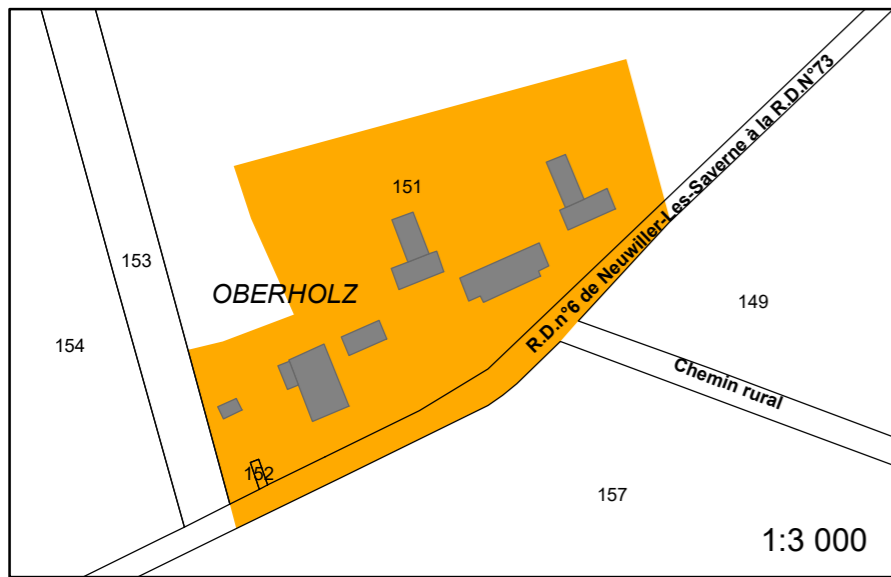 R.D.n°6 de Neuwiller-Les-Saverne à la R.D.N°73
151
153
OBERHOLZ
149
154
Chemin rural
152
157
1:3 000